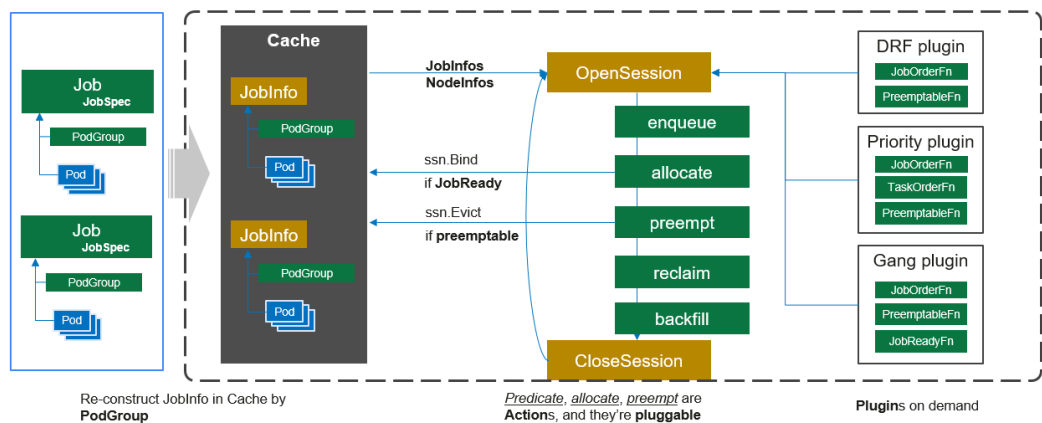 Job
JobSpec
PodGroup
Pod
Job
JobSpec
PodGroup
Pod
Cache
JobInfo
PodGroup
Pod
JobInfo
PodGroup
Pod
JobInfos
NodeInfos
ssn.Bind
if JobReady
ssn.Evict
if preemptable
OpenSession
enqueue
allocate
preempt
reclaim
backfill
CloseSession
DRF plugin
JobOrderFn
PreemptableFn
Priority plugin
JobOrderFn
TaskOrderFn
PreemptableFn
Gang plugin
JobOrderFn
PreemptableFn
JobReadyFn
Re-construct JobInfo in Cache by
PodGroup
Predicate, allocate, preempt are
Actions, and they're pluggable
Plugins on demand